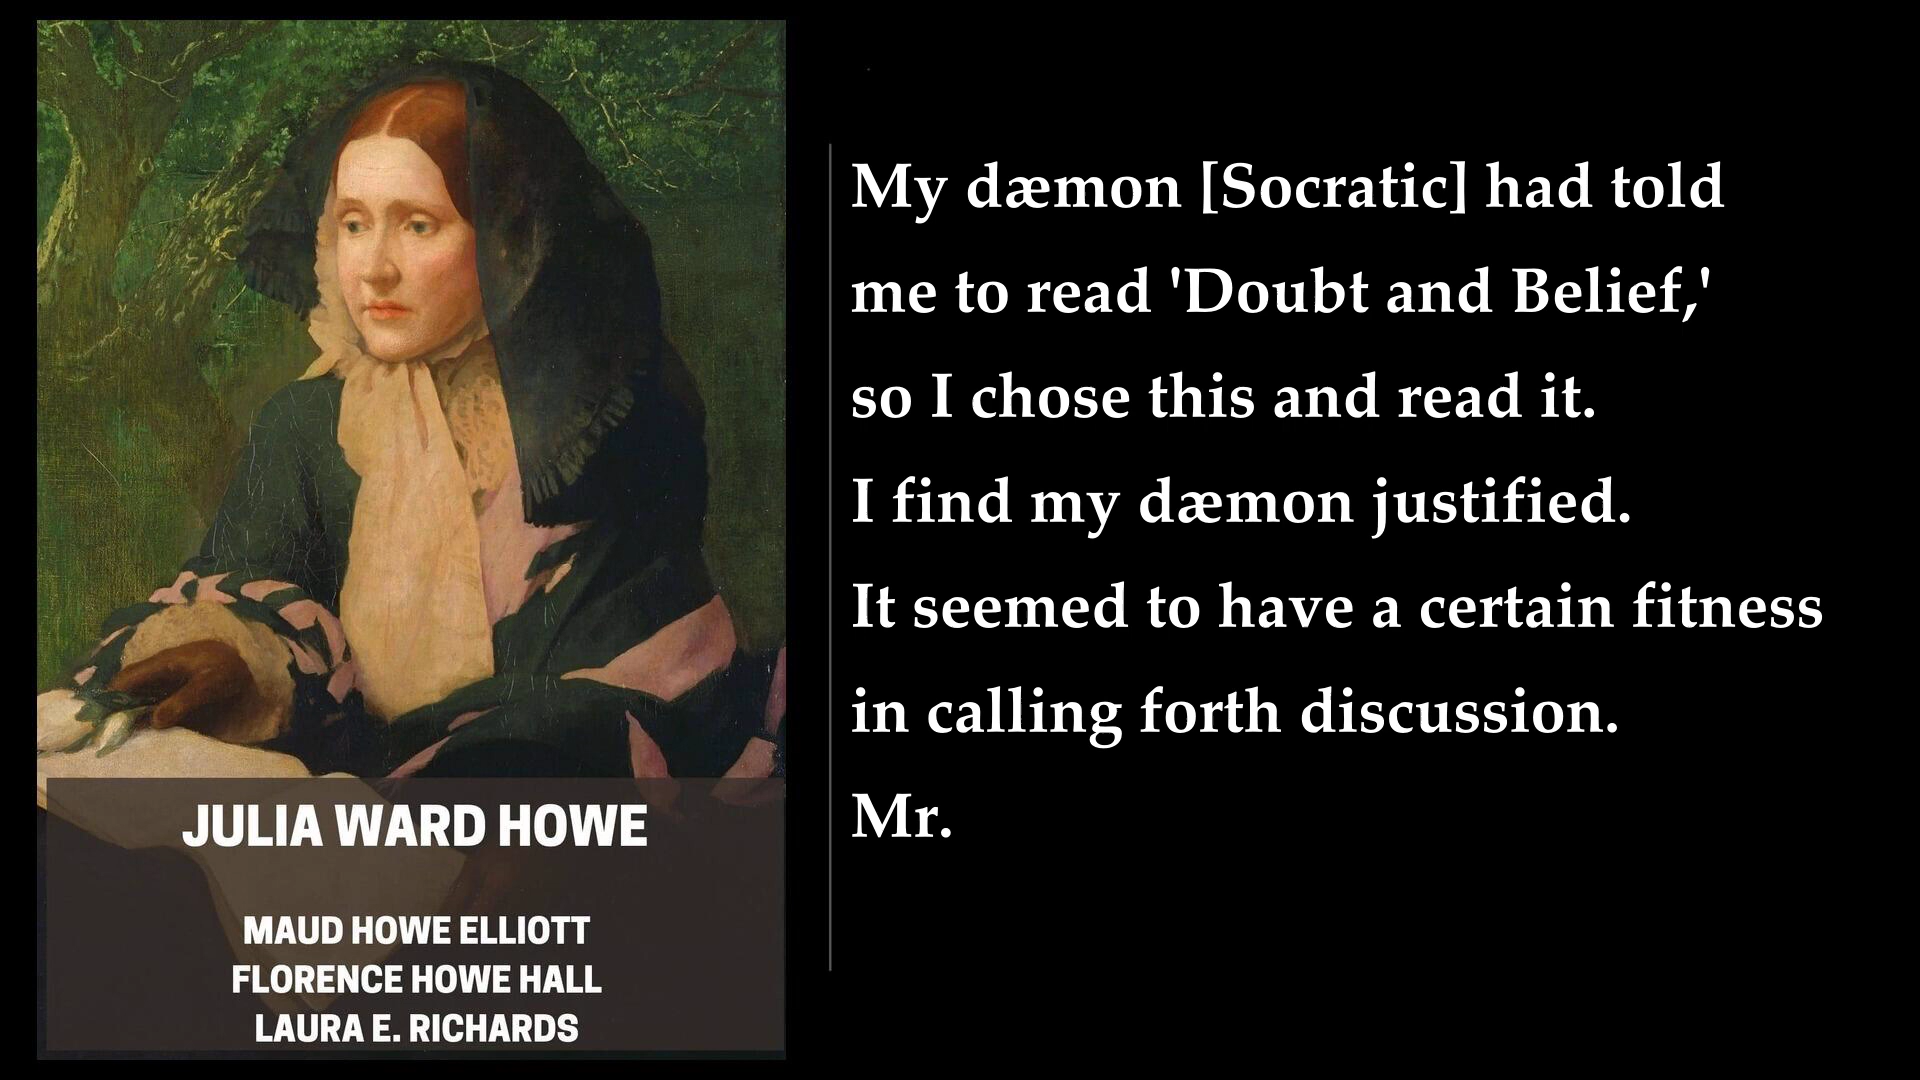 JULIA WARD HOWE
MAUD HOWE ELLIOTT
FLORENCE HOWE HALL
LAURA E. RICHARDS
My dæmon [Socratic] had told
me to read 'Doubt and Belief,'
so I chose this and read it.
I find my dæmon justified.
It seemed to have a certain fitness
in calling forth discussion.
Mr.